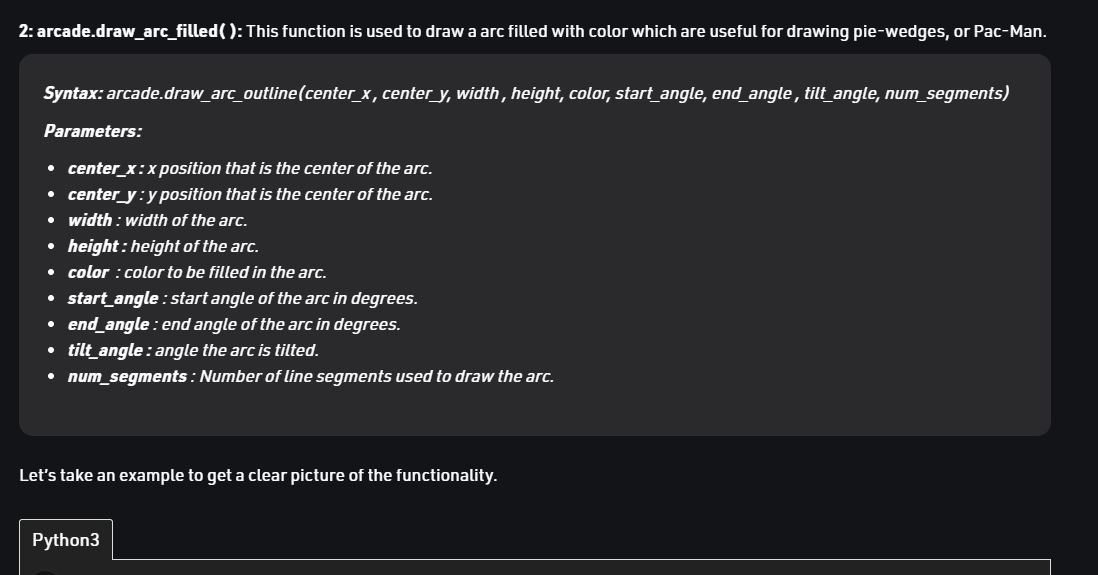 2: arcade.draw_arc_filled( ): This function is used to draw a arc filled with color which are useful for drawing pie-wedges, or Pac-Man.
Syntax: arcade.draw_arc_outline(center_x , center_y, width , height, color, start_angle, end_angle , tilt_angle, num_segments)
Parameters:
• center_x : x position that is the center of the arc.
• center_y : y position that is the center of the arc.
• width : width of the arc.
• height : height of the arc.
• color  : color to be filled in the arc.
• start_angle : start angle of the arc in degrees.
• end_angle : end angle of the arc in degrees.
• tilt_angle : angle the arc is tilted.
• num_segments : Number of line segments used to draw the arc.
Let's take an example to get a clear picture of the functionality.
Python3